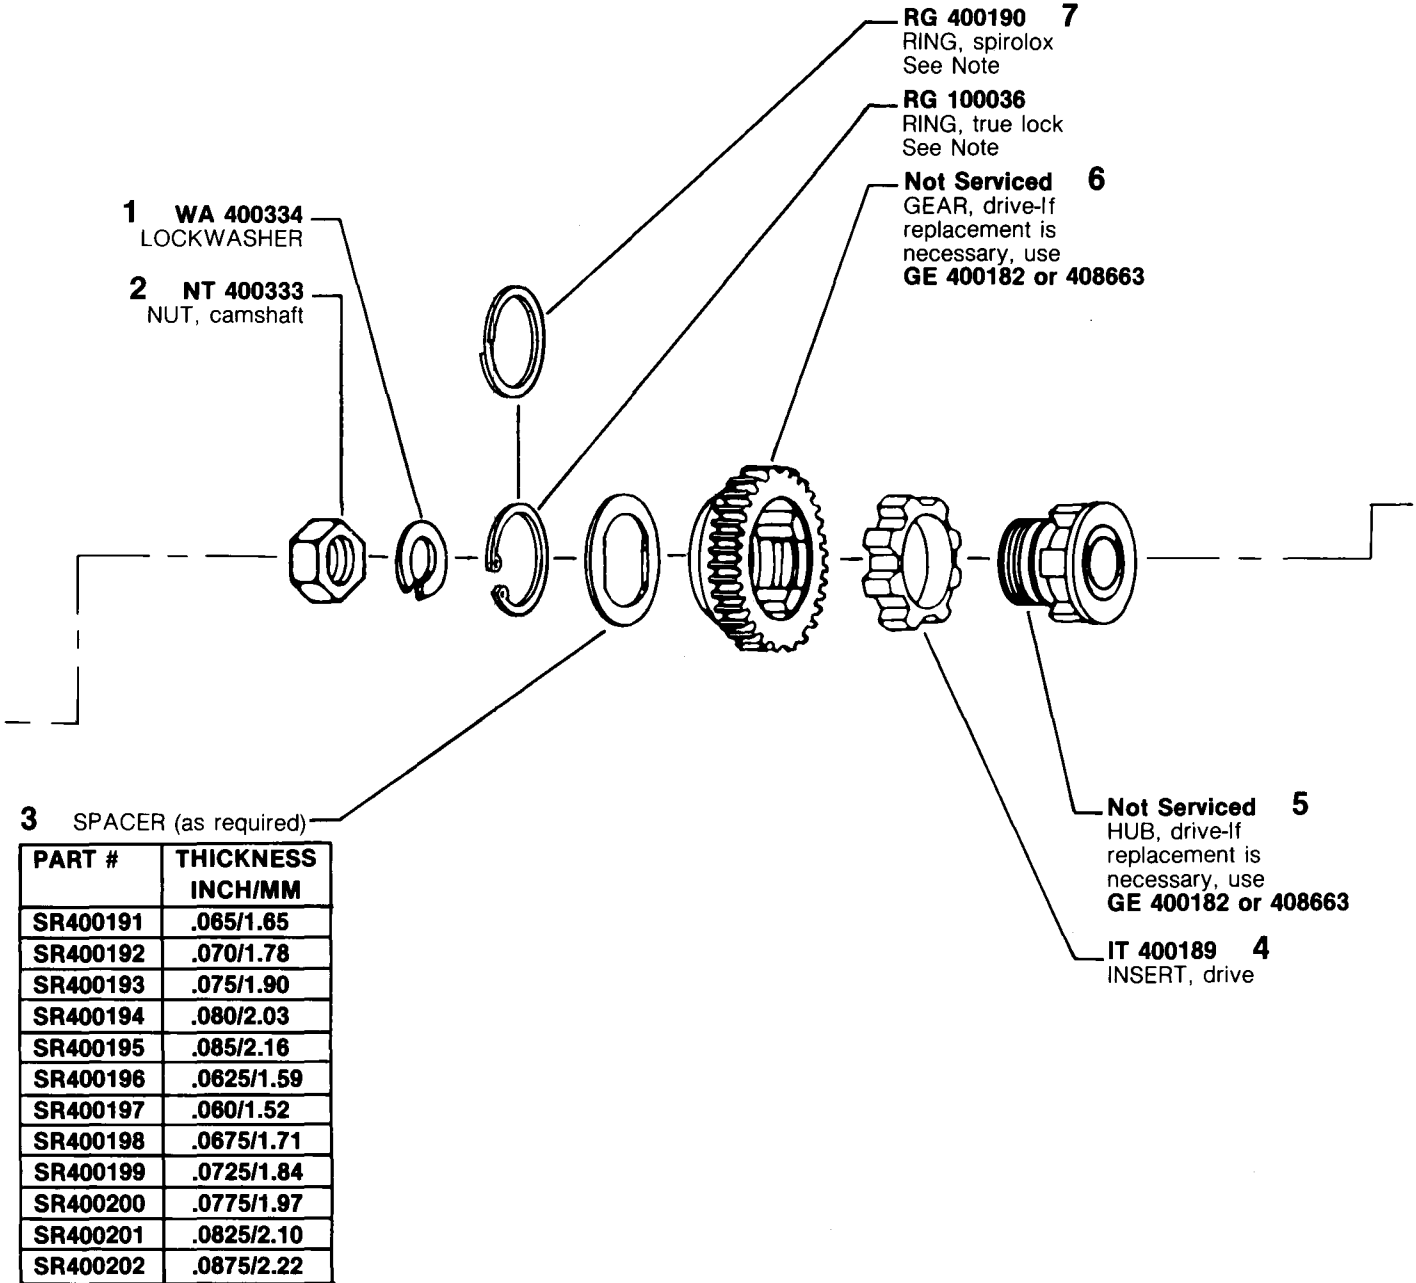 RG 400190 7
RING, spirolox
See Note
RG 100036
RING, true lock
See Note
Not Serviced 6
GEAR, drive-If
replacement is
necessary, use
GE 400182 or 408663
1 WA 400334
LOCKWASHER
2 NT 400333
NUT, camshaft
3 SPACER (as required)
PART # THICKNESS
INCH/MM
SR400191 .065/1.65
SR400192 .070/1.78
SR400193 .075/1.90
SR400194 .080/2.03
SR400195 .085/2.16
SR400196 .0625/1.59
SR400197 .060/1.52
SR400198 .0675/1.71
SR400199 .0725/1.84
SR400200 .0775/1.97
SR400201 .0825/2.10
SR400202 .0875/2.22
Not Serviced 5
HUB, drive-If
replacement is
necessary, use
GE 400182 or 408663
IT 400189 4
INSERT, drive